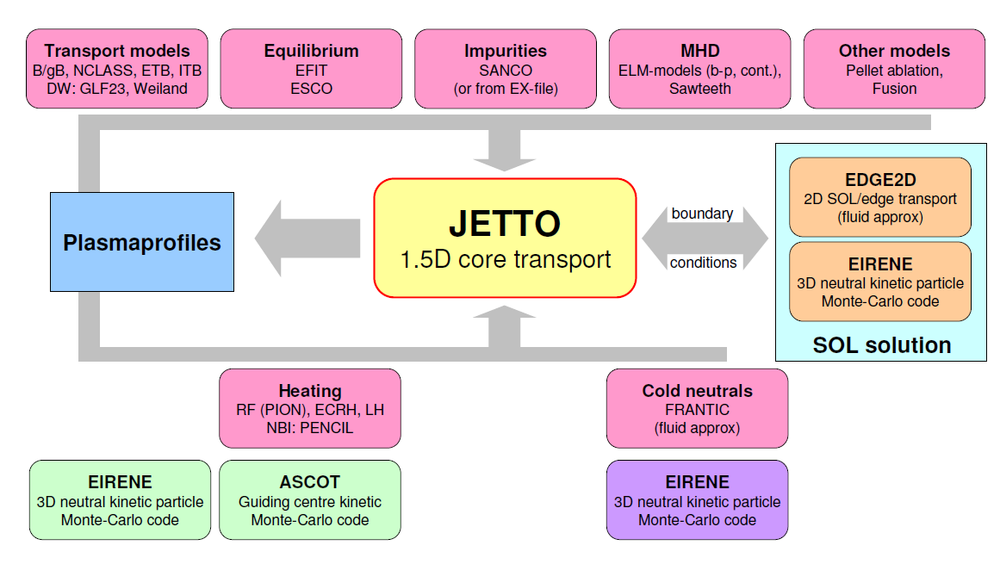 Transport models
B/gB, NCLASS, ETB, ITB
DW: GLF23, Weiland
Equilibrium
EFIT
ESCO
Impurities
SANCO
(or from EX-file)
MHD
ELM-models (b-p, cont.),
Sawteeth
Other models
Pellet ablation,
Fusion
Plasmaprofiles
JETTO
1.5D core transport
boundary
conditions
EDGE2D
2D SOL/edge transport
(fluid approx)
EIRENE
3D neutral kinetic particle
Monte-Carlo code
SOL solution
Heating
RF (PION), ECRH, LH
NBI: PENCIL
Cold neutrals
FRANTIC
(fluid approx)
EIRENE
3D neutral kinetic particle
Monte-Carlo code
ASCOT
Guiding centre kinetic
Monte-Carlo code
EIRENE
3D neutral kinetic particle
Monte-Carlo code